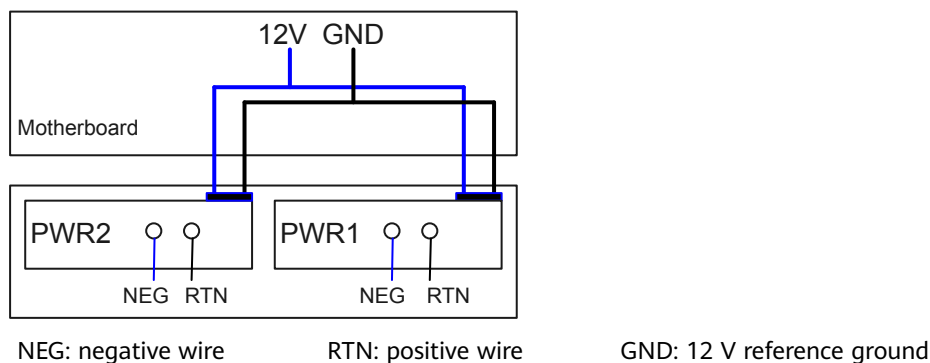 12V GND
Motherboard
PWR2
PWR1
NEG RTN
NEG RTN
NEG: negative wire RTN: positive wire GND: 12 V reference ground